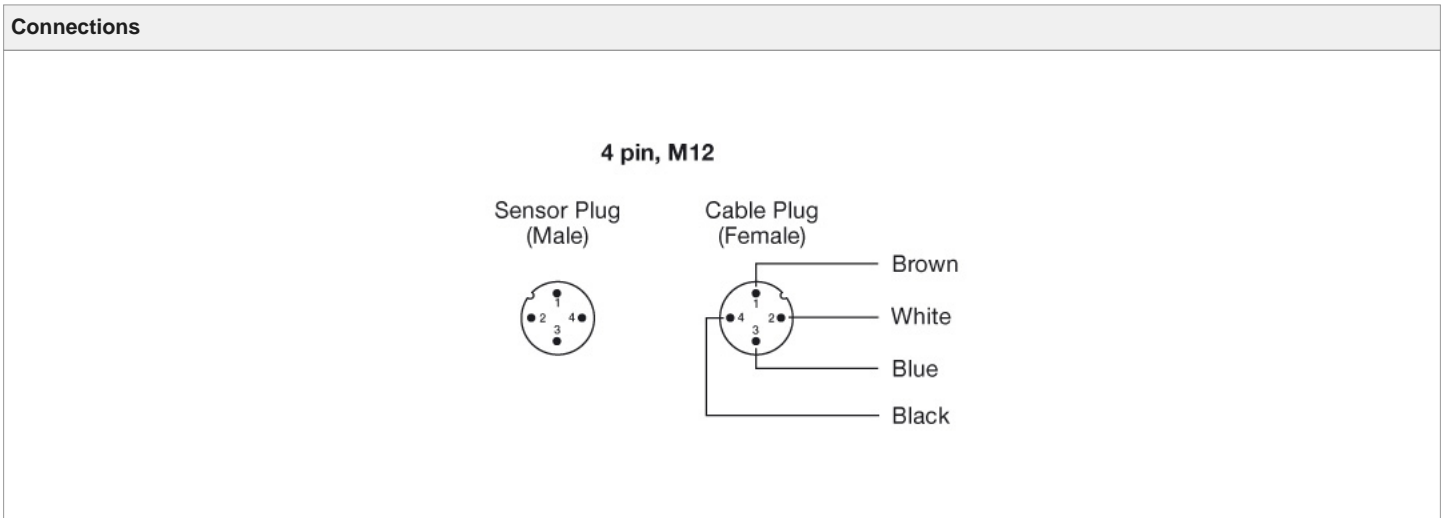 Connections
4 pin, M12
Sensor Plug
(Male)
Cable Plug
(Female)
Brown
1
1
White
2 4
4 2
3
3
Blue
Black